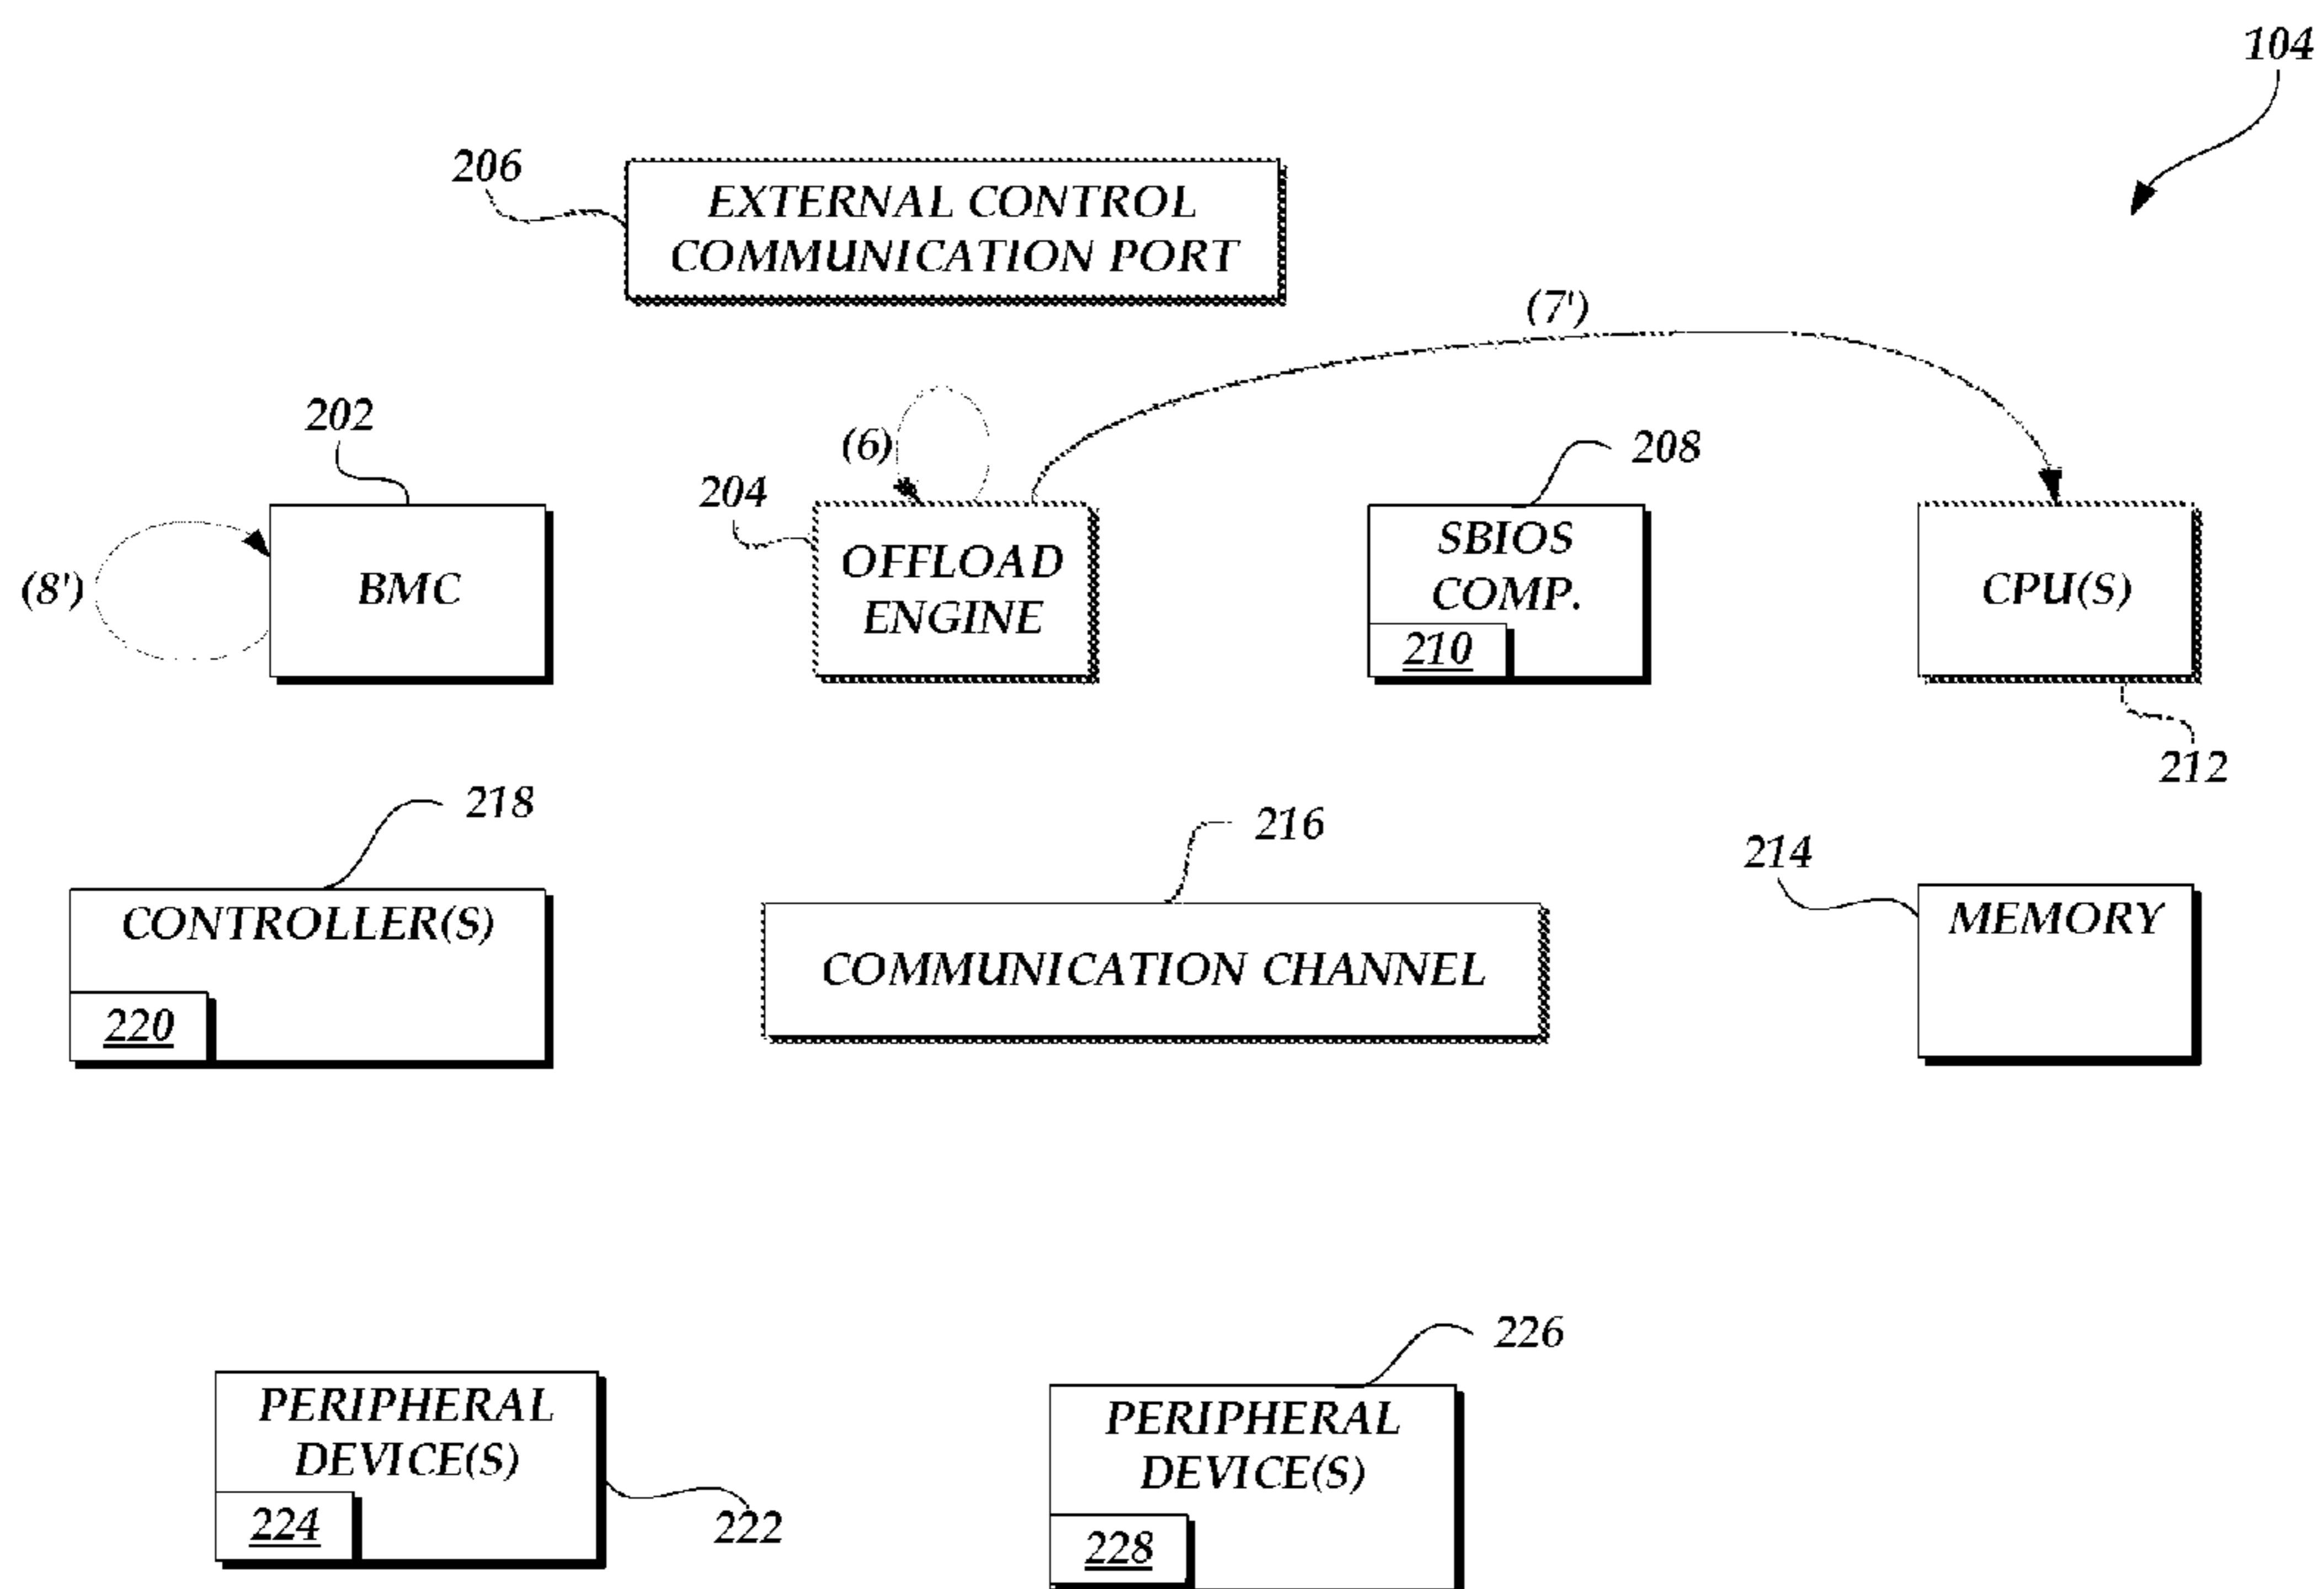 104
206
EXTERNAL CONTROL
COMMUNICATION PORT
(7')
202
(6)
208
204
(8')
BMC
OFFLOAD
ENGINE
SBIOS
COMP.
210
CPU(S)
212
218
216
214
CONTROLLER(S)
220
COMMUNICATION CHANNEL
MEMORY
226
PERIPHERAL
DEVICE(S)
224
222
PERIPHERAL
DEVICE(S)
228